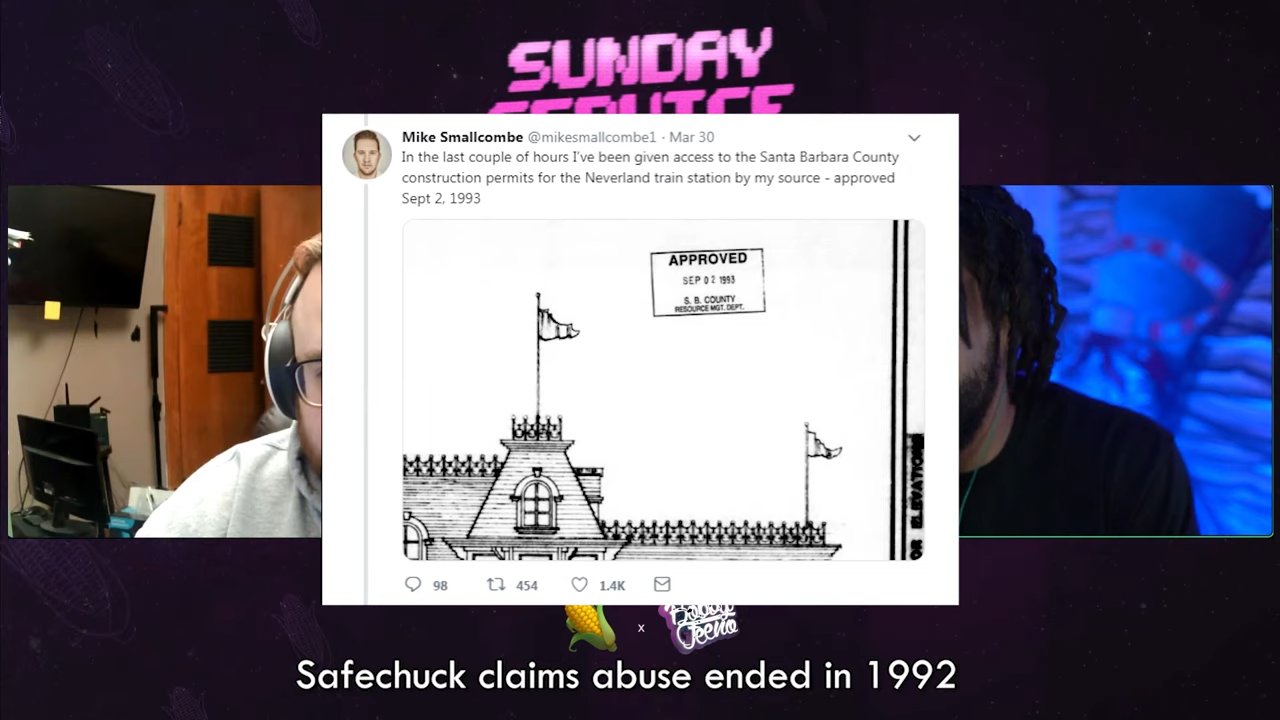 SUNDAY
SERVICE
Mike Smallcombe @mikesmallcombe1 · Mar 30
In the last couple of hours I've been given access to the Santa Barbara County
construction permits for the Neverland train station by my source - approved
Sept 2, 1993
APPROVED
SEP 02 1993
S. B. COUNTY
RESOURCE MGT. DEPT.
OR ELEVATIONS
98 454 1.4K
x
Safechuck claims abuse ended in 1992